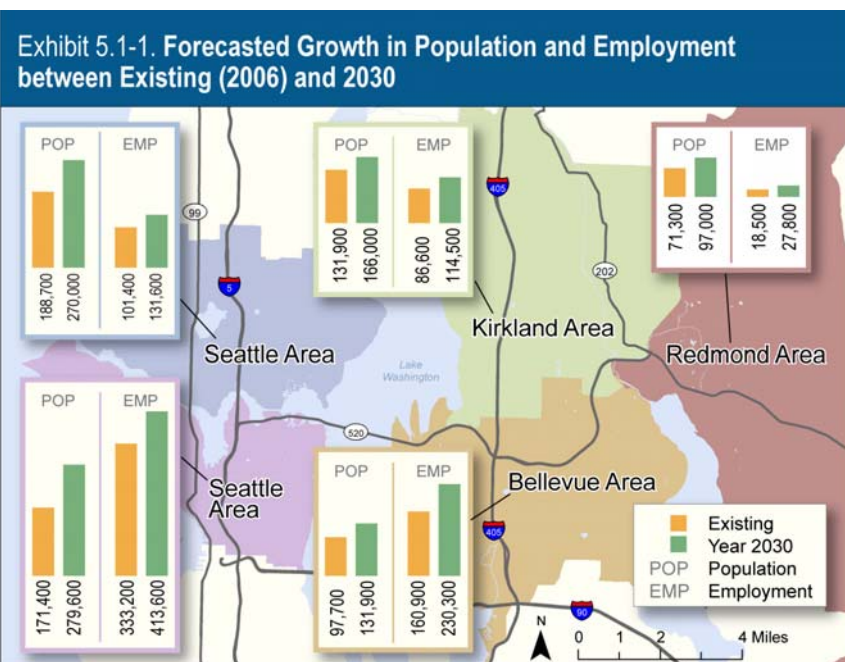 Exhibit 5.1-1. Forecasted Growth in Population and Employment
between Existing (2006) and 2030
POP EMP
188,700
270,000
101,400
131,600
POP EMP
131,900
166,000
86,600
114,500
POP EMP
71,300
97,000
18,500
27,800
99
5
405
202
Seattle Area
Kirkland Area
Redmond Area
Lake
Washington
520
POP EMP
171,400
279,600
333,200
413,600
Seattle
Area
POP EMP
97,700
131,900
160,900
230,300
Bellevue Area
405
90
Existing
Year 2030
POP Population
EMP Employment
N
0 1 2 4 Miles